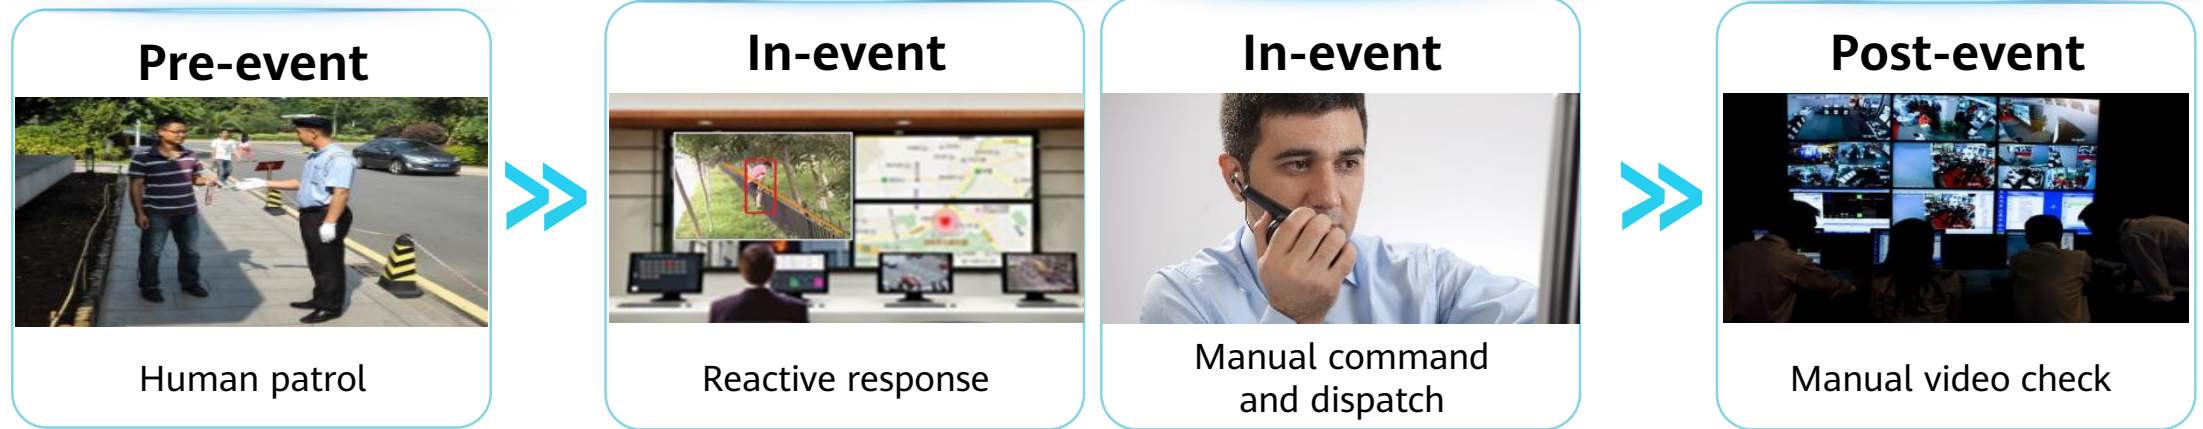 Pre-event
Human patrol
In-event
Reactive response
In-event
Manual command
and dispatch
Post-event
Manual video check